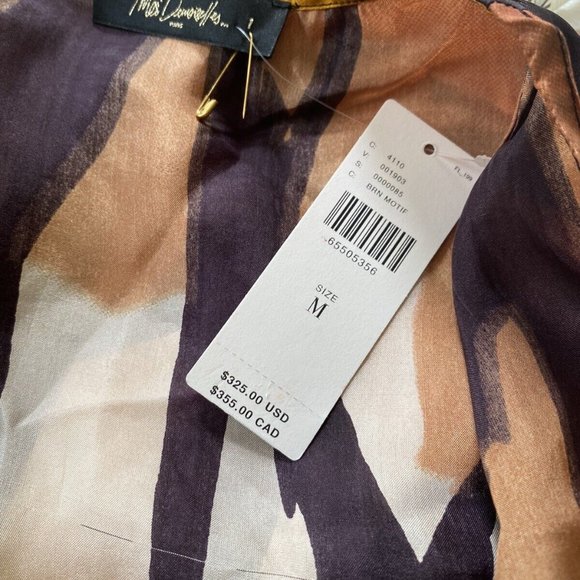 Mes Demoiselles
PARIS
FL_199
C: 4110
V: 001903
S: 0000085
C: BRN MOTIF
65505356
SIZE
M
$325.00 USD
$355.00 CAD